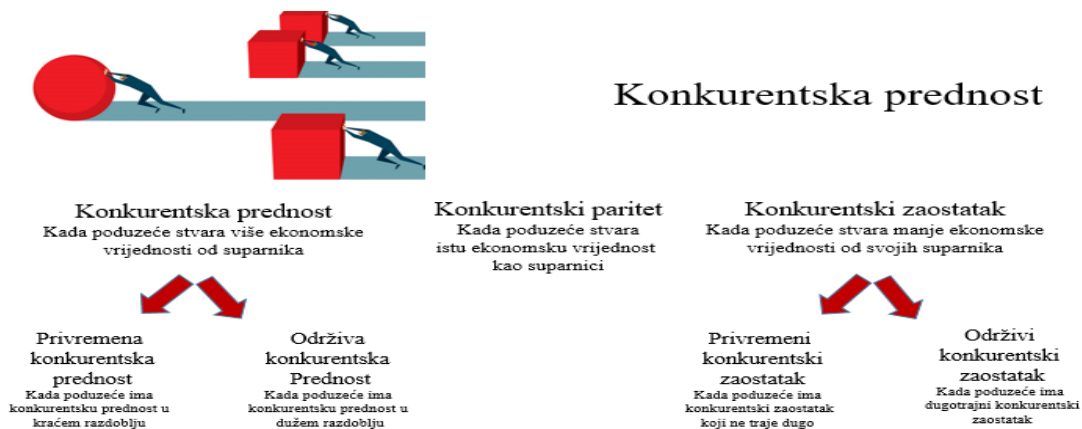 Konkurentska prednost
Konkurentska prednost
Kada poduzeće stvara više ekonomske
vrijednosti od suparnika
Konkurentski paritet
Kada poduzeće stvara
istu ekonomsku vrijednost
kao suparnici
Konkurentski zaostatak
Kada poduzeće stvara manje ekonomske
vrijednosti od svojih suparnika
Privremena
konkurentska
prednost
Kada poduzeće ima
konkurentsku prednost u
kraćem razdoblju
Održiva
konkurentska
Prednost
Kada poduzeće ima
konkurentsku prednost u
dužem razdoblju
Privremeni
konkurentski
zaostatak
Kada poduzeće ima
konkurentski zaostatak
koji ne traje dugo
Održivi
konkurentski
zaostatak
Kada poduzeće ima
dugotrajni konkurentski
zaostatak